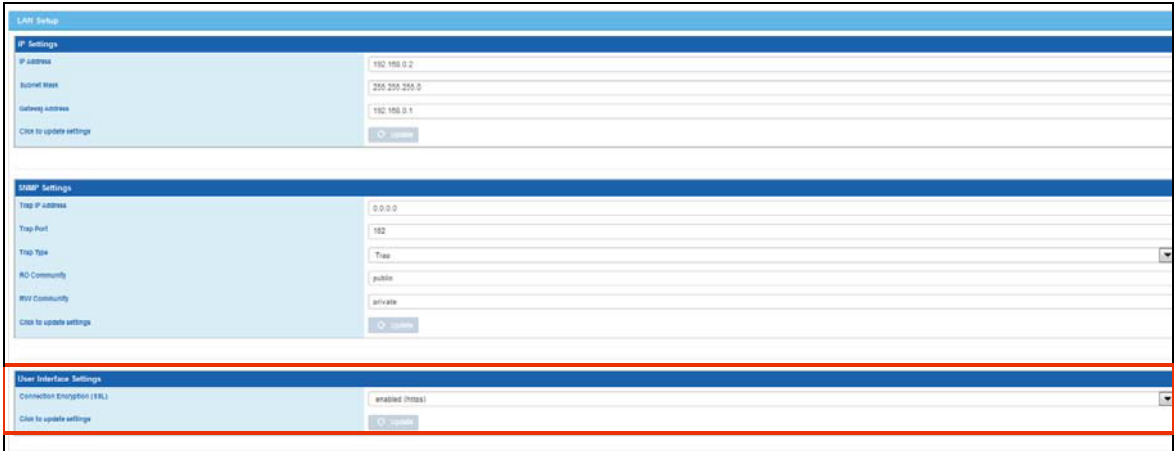 LAN Setup
IP Settings
IP Address 192.168.0.2
Subnet Mask 255.255.255.0
Gateway Address 192.168.0.1
Click to update settings Update
SNMP Settings
Trap IP Address 0.0.0.0
Trap Port 162
Trap Type Trap
RO Community public
RW Community private
Click to update settings Update
User Interface Settings
Connection Encryption (SSL) enabled (https)
Click to update settings Update